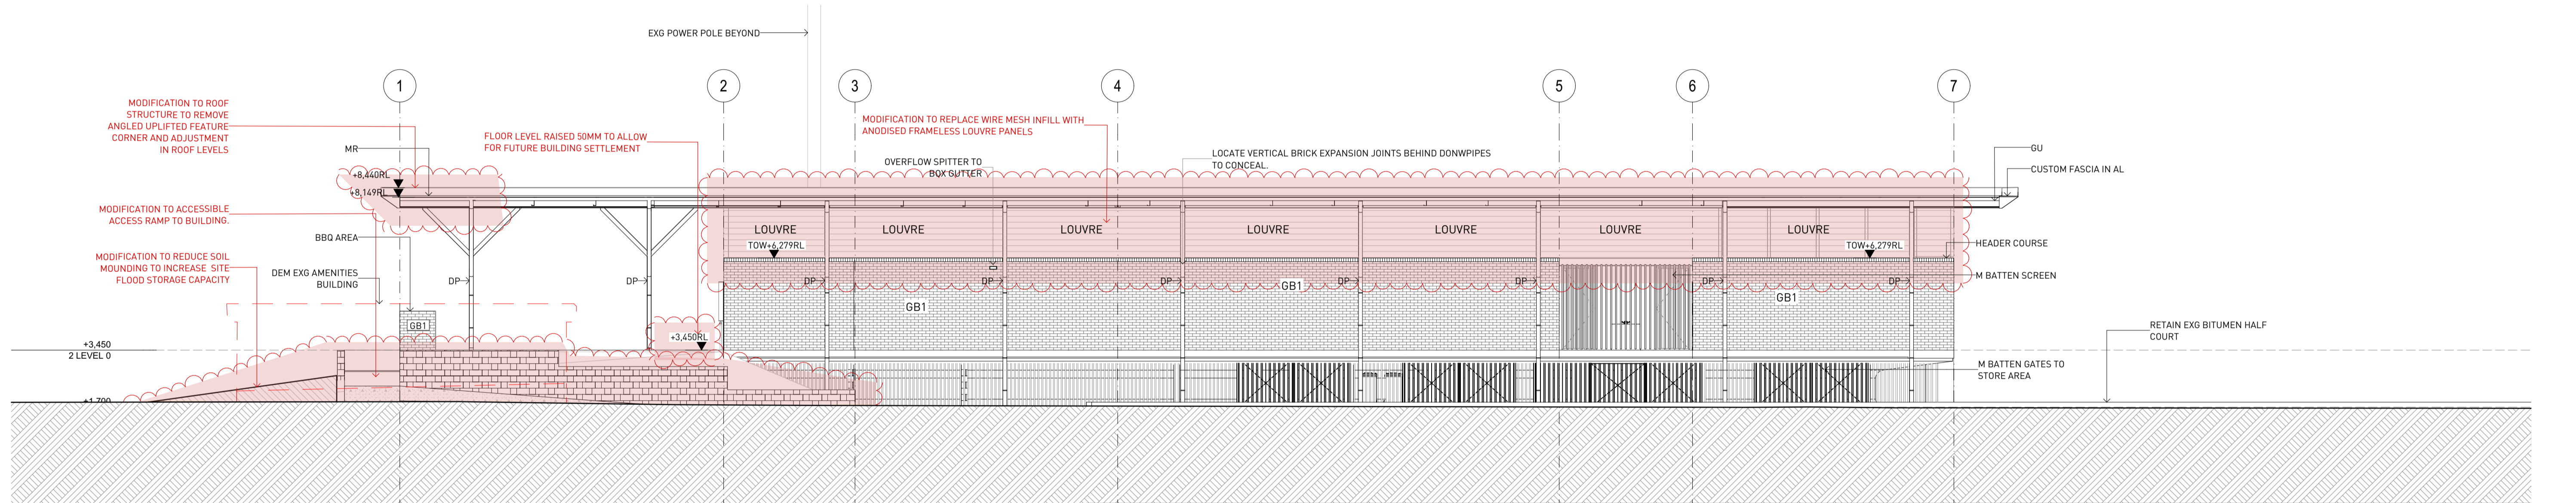 EXG POWER POLE BEYOND
1
2
3
4
5
6
7
MODIFICATION TO ROOF
STRUCTURE TO REMOVE
ANGLED UPLIFTED FEATURE
CORNER AND ADJUSTMENT
IN ROOF LEVELS
MR
FLOOR LEVEL RAISED 50MM TO ALLOW
FOR FUTURE BUILDING SETTLEMENT
MODIFICATION TO REPLACE WIRE MESH INFILL WITH
ANODISED FRAMELESS LOUVRE PANELS
OVERFLOW SPITTER TO
BOX GUTTER
LOCATE VERTICAL BRICK EXPANSION JOINTS BEHIND DONWPIPES
TO CONCEAL.
GU
CUSTOM FASCIA IN AL
+8,440RL
+8,149RL
MODIFICATION TO ACCESSIBLE
ACCESS RAMP TO BUILDING.
BBQ AREA
LOUVRE
LOUVRE
LOUVRE
LOUVRE
LOUVRE
LOUVRE
LOUVRE
TOW+6,279RL
TOW+6,279RL
HEADER COURSE
MODIFICATION TO REDUCE SOIL
MOUNDING TO INCREASE SITE
FLOOD STORAGE CAPACITY
DEM EXG AMENITIES
BUILDING
DP
DP
DP
DP
DP
DP
DP
DP
DP
M BATTEN SCREEN
GB1
GB1
GB1
GB1
+3,450RL
+3,450
2 LEVEL 0
RETAIN EXG BITUMEN HALF
COURT
M BATTEN GATES TO
STORE AREA
+1,700